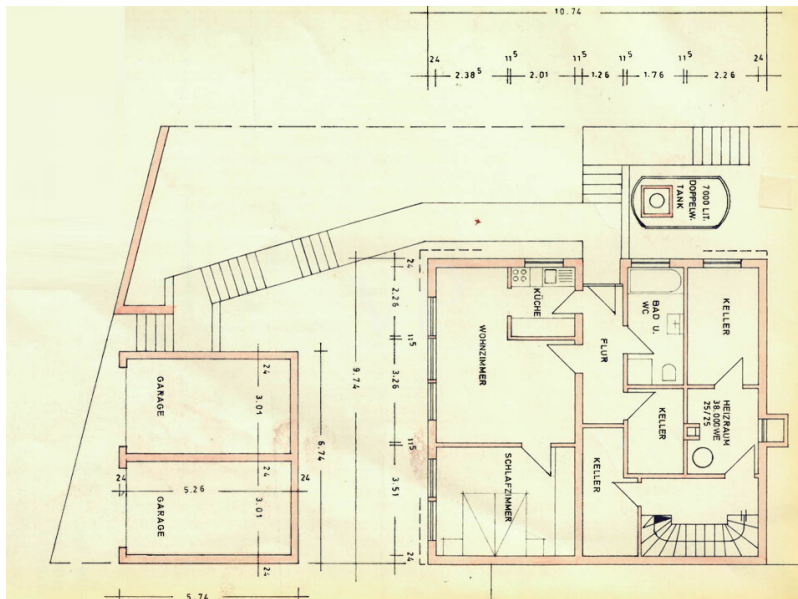 10.74
24 2.38⁵ 11⁵ 2.01 11⁵ 1.26 11⁵ 1.76 11⁵ 2.26 24
7000 LIT.
DOPPELW.
TANK
24
2.26
11⁵
3.26
11⁵
3.51
24
9.74
6.74
KÜCHE
WOHNZIMMER
FLUR
BAD U.
WC
KELLER
HEIZRAUM
38.000WE
25/25
KELLER
KELLER
SCHLAFZIMMER
GARAGE
24
3.01
24
24 5.26 24
GARAGE
3.01
24
5.74